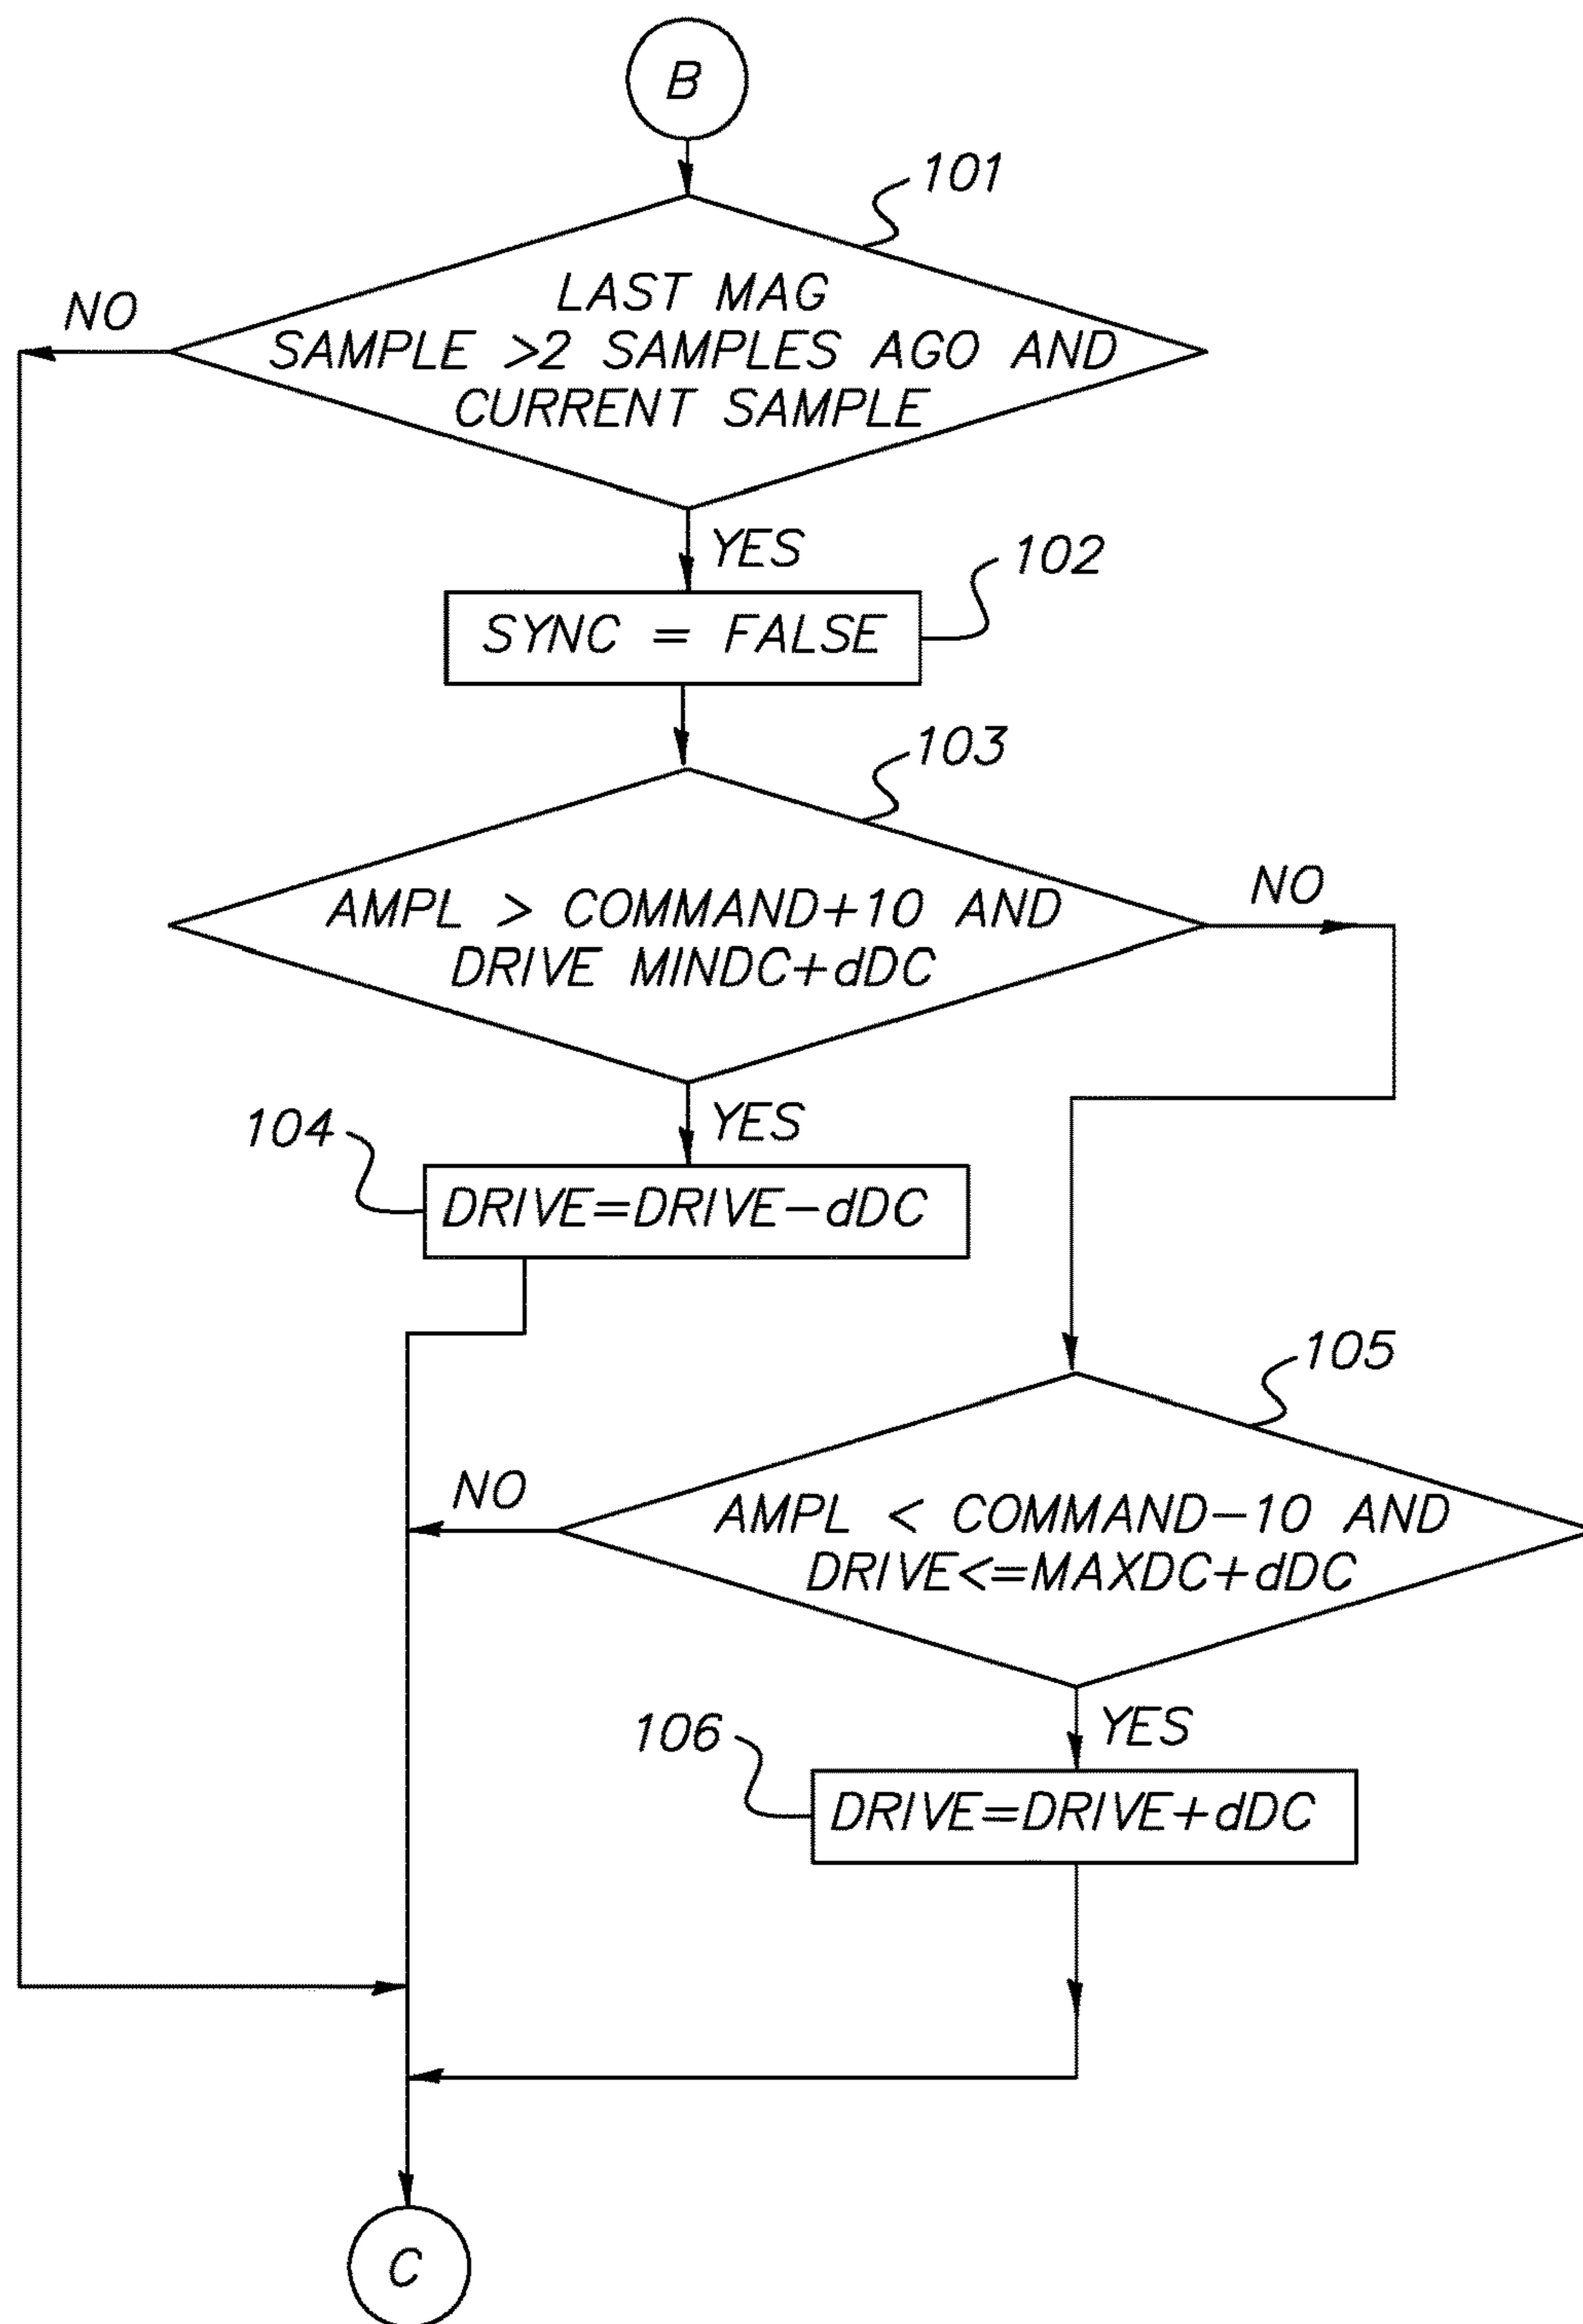 B
101
NO
LAST MAG
SAMPLE >2 SAMPLES AGO AND
CURRENT SAMPLE
YES
102
SYNC = FALSE
103
AMPL > COMMAND+10 AND
DRIVE MINDC+dDC
NO
YES
104
DRIVE=DRIVE-dDC
105
NO
AMPL < COMMAND-10 AND
DRIVE<=MAXDC+dDC
YES
106
DRIVE=DRIVE+dDC
C